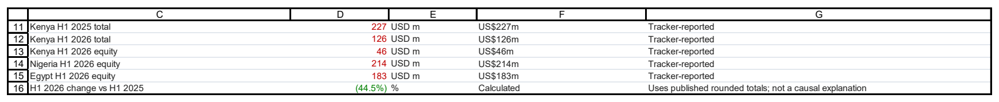 C D E F G
11 Kenya H1 2025 total 227 USD m US$227m Tracker-reported
12 Kenya H1 2026 total 126 USD m US$126m Tracker-reported
13 Kenya H1 2026 equity 46 USD m US$46m Tracker-reported
14 Nigeria H1 2026 equity 214 USD m US$214m Tracker-reported
15 Egypt H1 2026 equity 183 USD m US$183m Tracker-reported
16 H1 2026 change vs H1 2025 (44.5%) % Calculated Uses published rounded totals; not a causal explanation